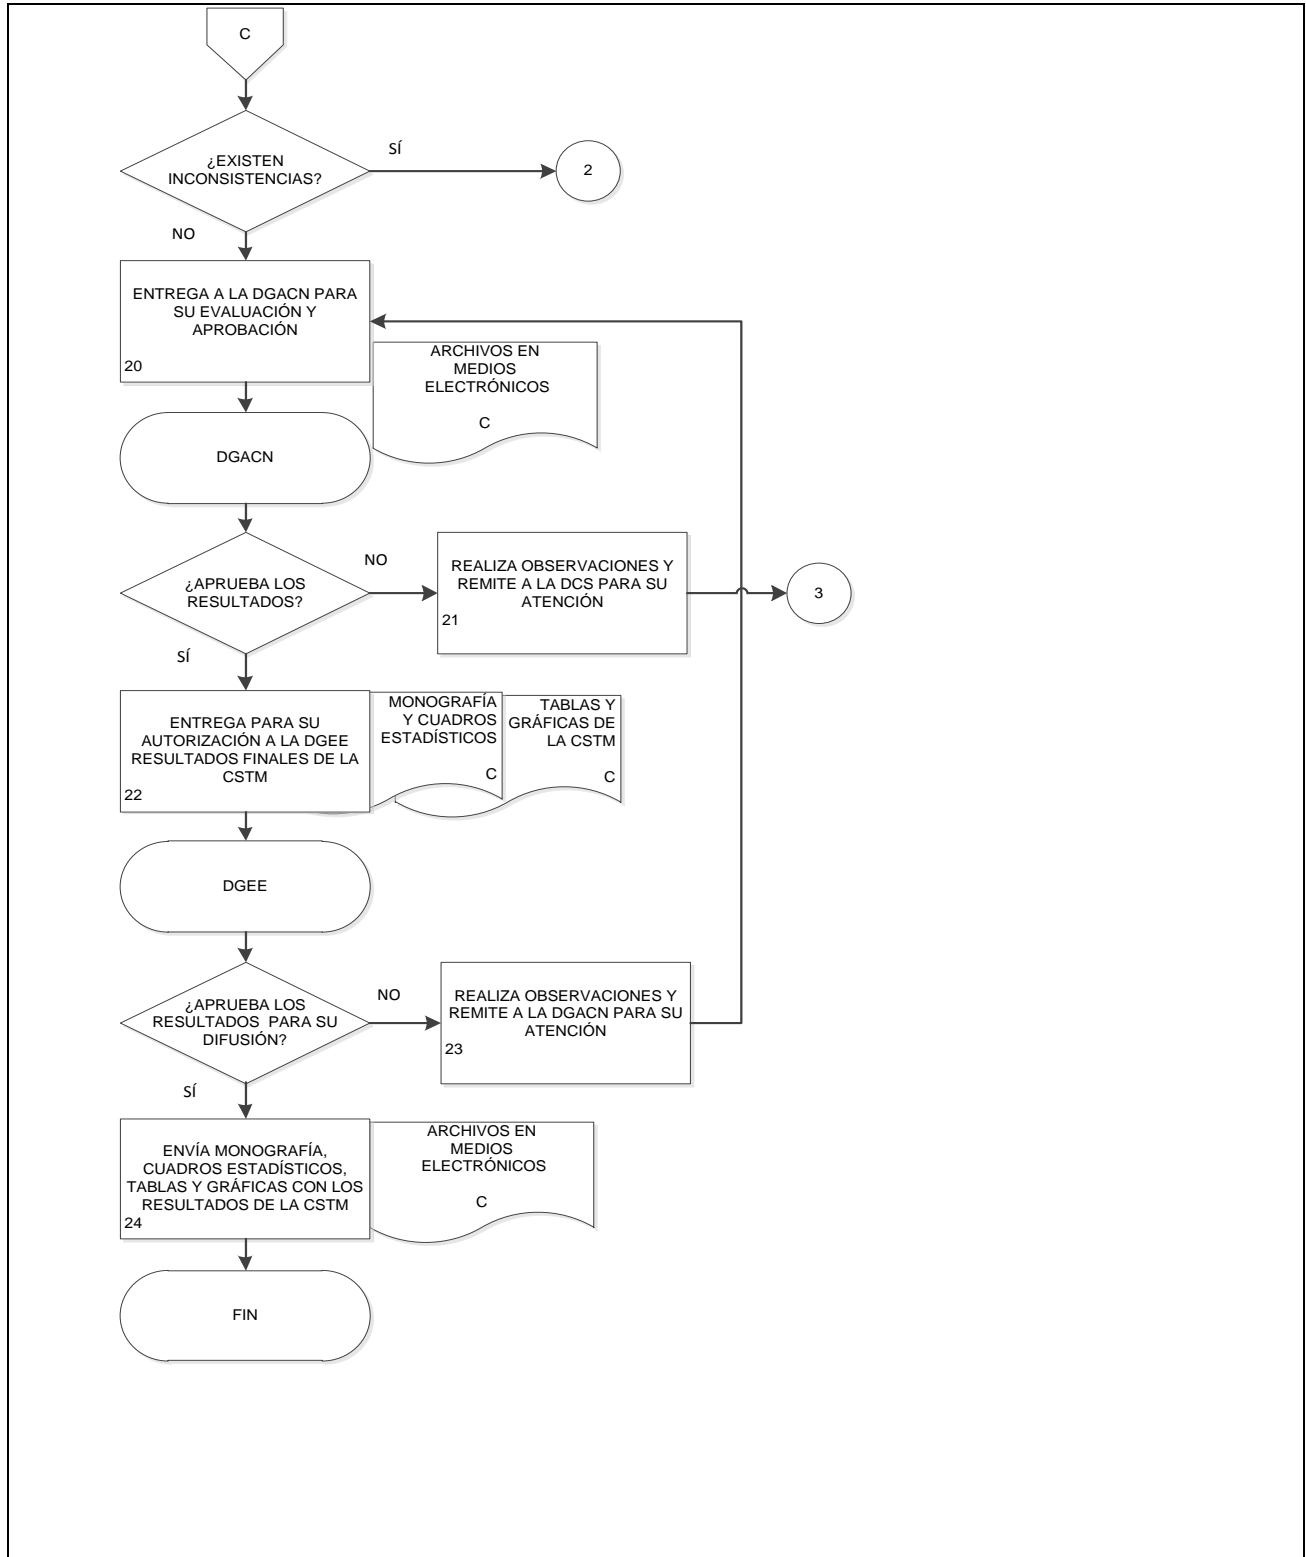 C
¿EXISTEN
INCONSISTENCIAS?
SÍ
2
NO
ENTREGA A LA DGACN PARA
SU EVALUACIÓN Y
APROBACIÓN
20
ARCHIVOS EN
MEDIOS
ELECTRÓNICOS
C
DGACN
¿APRUEBA LOS
RESULTADOS?
NO
REALIZA OBSERVACIONES Y
REMITE A LA DCS PARA SU
ATENCIÓN
21
3
SÍ
ENTREGA PARA SU
AUTORIZACIÓN A LA DGEE
RESULTADOS FINALES DE LA
CSTM
22
MONOGRAFÍA
Y CUADROS
ESTADÍSTICOS
C
TABLAS Y
GRÁFICAS DE
LA CSTM
C
DGEE
¿APRUEBA LOS
RESULTADOS PARA SU
DIFUSIÓN?
NO
REALIZA OBSERVACIONES Y
REMITE A LA DGACN PARA SU
ATENCIÓN
23
SÍ
ENVÍA MONOGRAFÍA,
CUADROS ESTADÍSTICOS,
TABLAS Y GRÁFICAS CON LOS
RESULTADOS DE LA CSTM
24
ARCHIVOS EN
MEDIOS
ELECTRÓNICOS
C
FIN